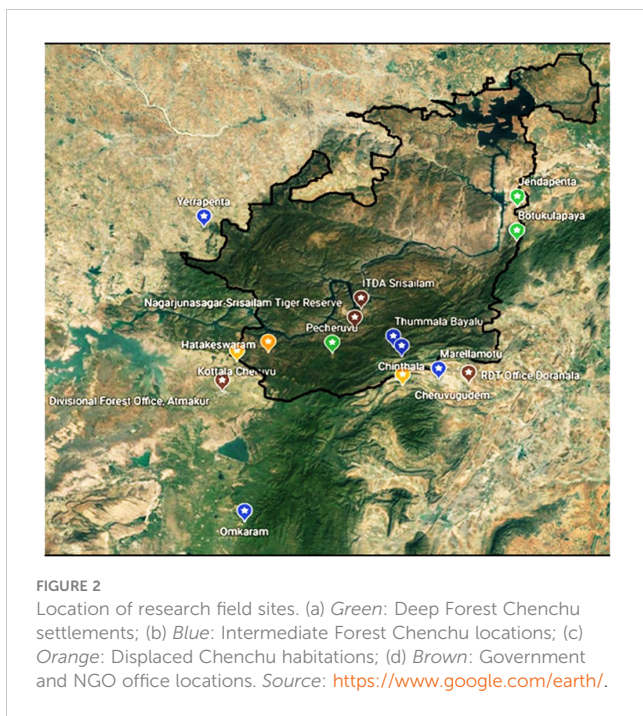 Jendapenta
Yerrapenta
Botukulapaya
ITDA Srisailam
Nagarjunasagar-Srisailam Tiger Reserve
Thummala Bayalu
Pecheruvu
Hatakeswaram
Marellamotu
Chinthala
Kottala Cheruvu
RDT Office Doranala
Cheruvugudem
Divisional Forest Office, Atmakur
Omkaram
FIGURE 2
Location of research field sites. (a) Green: Deep Forest Chenchu
settlements; (b) Blue: Intermediate Forest Chenchu locations; (c)
Orange: Displaced Chenchu habitations; (d) Brown: Government
and NGO office locations. Source: https://www.google.com/earth/.